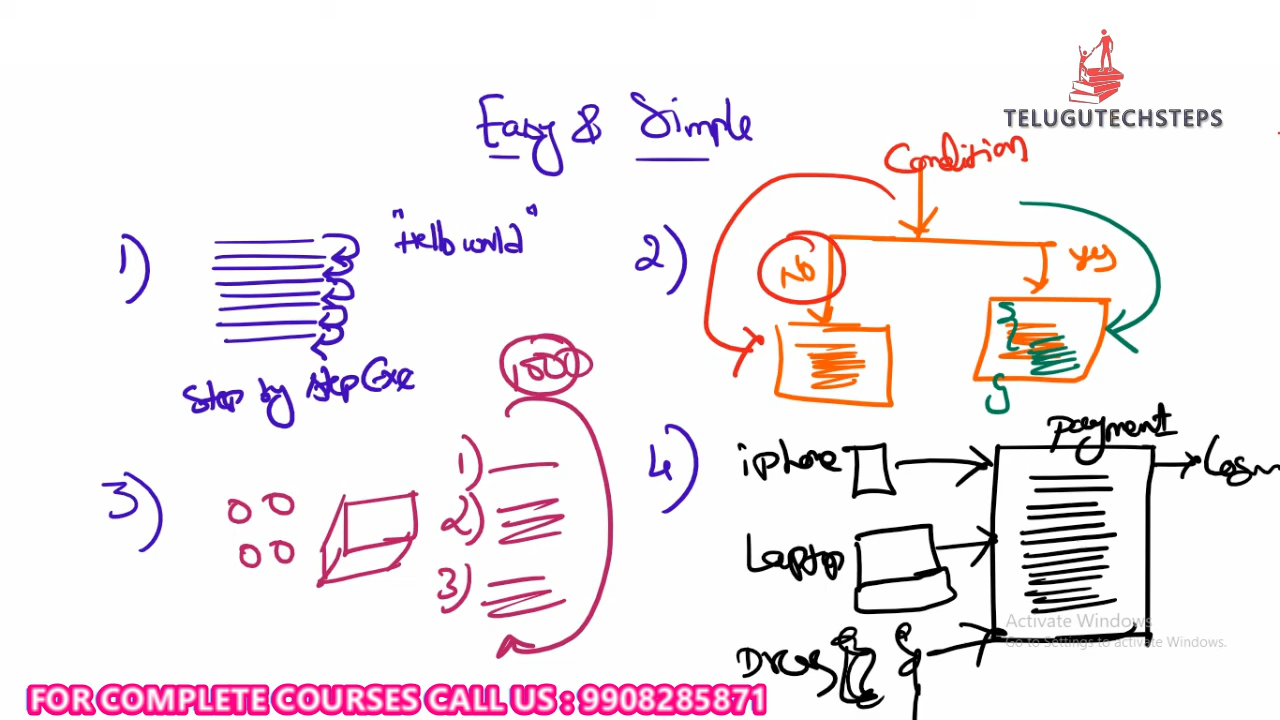 TELUGUTECHSTEPS
Easy & Simple
Condition
1)
"Hello world"
2)
No
yes
Step by step Exe
1000
3)
1)
2)
3)
4)
payment
iphone
Laptop
Activate Windows
Go to Settings to activate Windows.
FOR COMPLETE COURSES CALL US : 9908285871